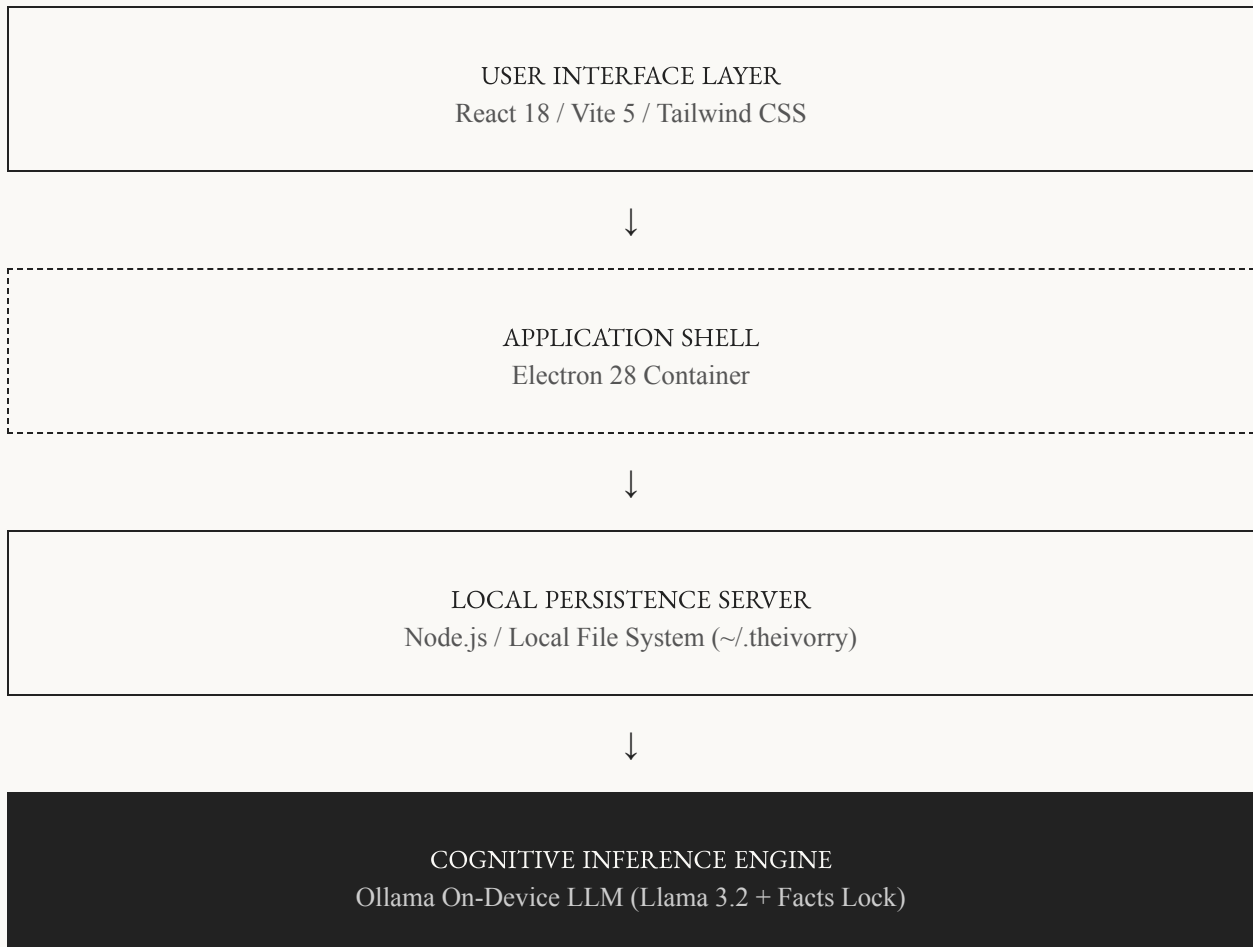 USER INTERFACE LAYER
React 18 / Vite 5 / Tailwind CSS
↓
APPLICATION SHELL
Electron 28 Container
↓
LOCAL PERSISTENCE SERVER
Node.js / Local File System (~/.theivorry)
↓
COGNITIVE INFERENCE ENGINE
Ollama On-Device LLM (Llama 3.2 + Facts Lock)